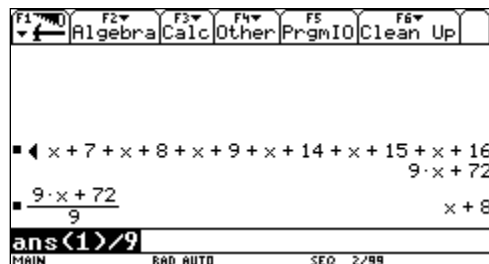 F1 F2 F3 F4 F5 F6
Algebra Calc Other PrgmIO Clean Up
x + 7 + x + 8 + x + 9 + x + 14 + x + 15 + x + 16
9·x + 72
9·x + 72
9
x + 8
ans(1)/9
MAIN RAD AUTO SEQ 2/99